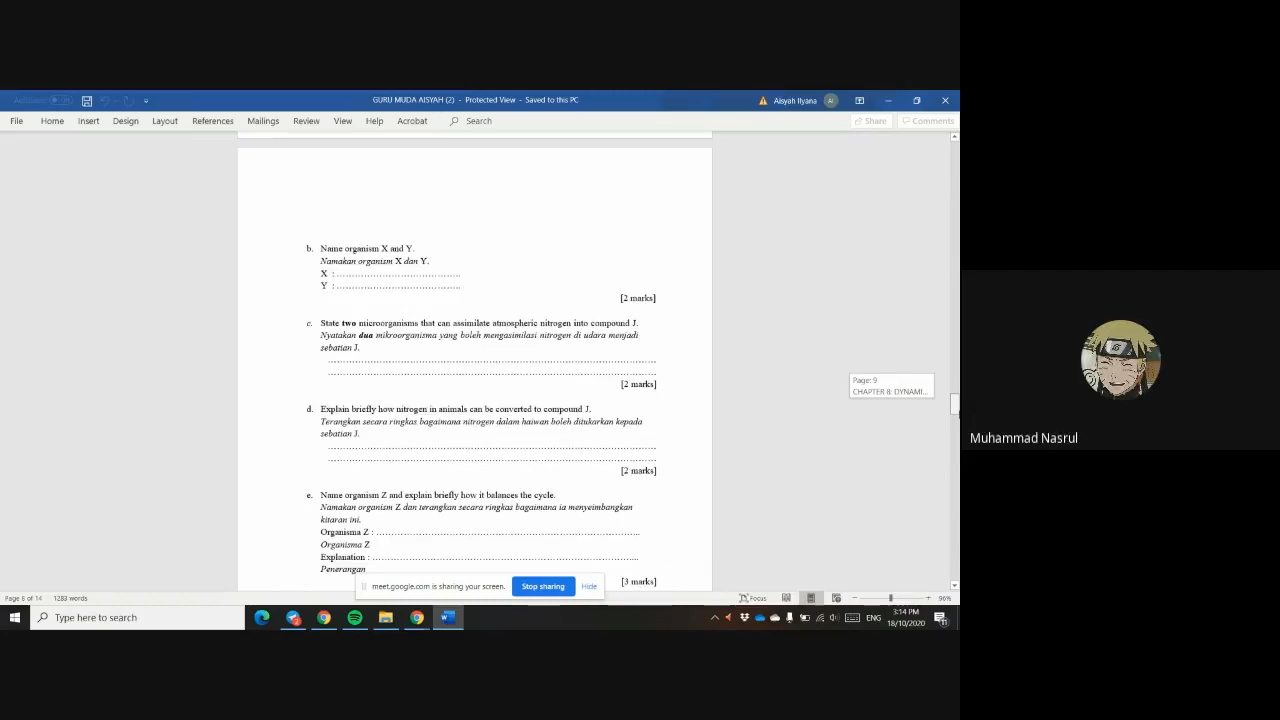 GURU MUDA AISYAH (2) - Protected View - Saved to this PC
Aisyah Ilyana
AI
File Home Insert Design Layout References Mailings Review View Help Acrobat Search
Share Comments
b. Name organism X and Y.
Namakan organism X dan Y.
X : ……………………………………..
Y : ……………………………………..
[2 marks]
c. State two microorganisms that can assimilate atmospheric nitrogen into compound J.
Nyatakan dua mikroorganisma yang boleh mengasimilasi nitrogen di udara menjadi
sebatian J.
[2 marks]
Page: 9
CHAPTER 8: DYNAMI...
d. Explain briefly how nitrogen in animals can be converted to compound J.
Terangkan secara ringkas bagaimana nitrogen dalam haiwan boleh ditukarkan kepada
sebatian J.
[2 marks]
e. Name organism Z and explain briefly how it balances the cycle.
Namakan organism Z dan terangkan secara ringkas bagaimana ia menyeimbangkan
kitaran ini.
Organisma Z : ………………………………………………………………………..
Organisma Z
Explanation : ………………………………………………………………………....
Penerangan
[3 marks]
meet.google.com is sharing your screen. Stop sharing Hide
Muhammad Nasrul
1283 words
Focus
96%
Type here to search
ENG
3:14 PM
18/10/2020